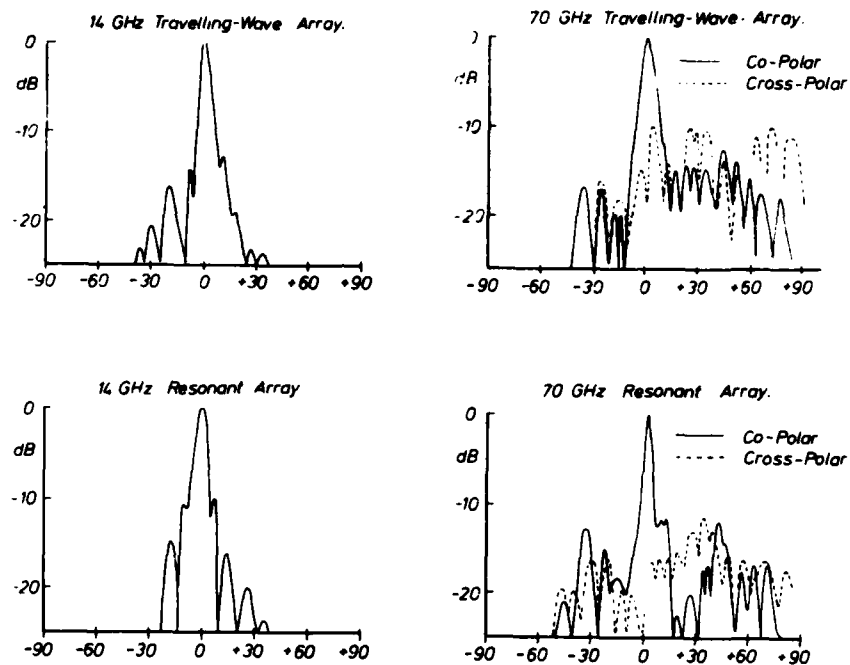 14 GHz Travelling-Wave Array.
0
dB
-10
-20
-90 -60 -30 0 +30 +60 +90
70 GHz Travelling-Wave Array.
0
dB
-10
-20
-90 -60 -30 0 +30 +60 +90
Co-Polar
Cross-Polar
14 GHz Resonant Array
0
dB
-10
-20
-90 -60 -30 0 +30 +60 +90
70 GHz Resonant Array.
0
dB
-10
-20
-90 -60 -30 0 +30 +60 +90
Co-Polar
Cross-Polar